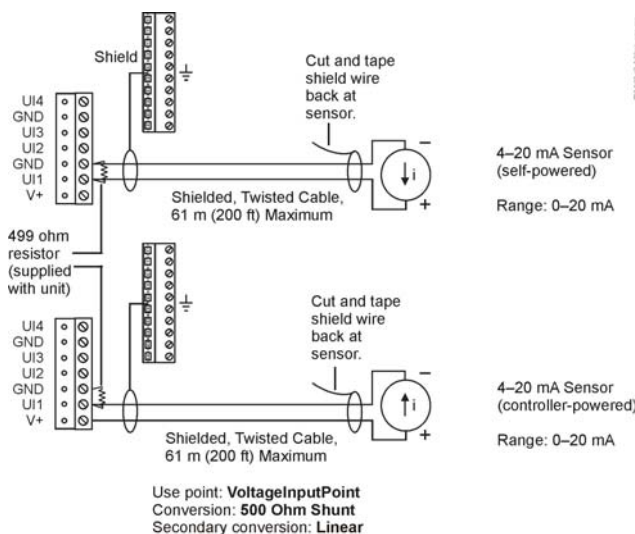 Shield
Cut and tape
shield wire
back at
sensor.
UI4
GND
UI3
UI2
GND
UI1
V+
–
i
+
4–20 mA Sensor
(self-powered)
Range: 0–20 mA
Shielded, Twisted Cable,
61 m (200 ft) Maximum
499 ohm
resistor
(supplied
with unit)
Cut and tape
shield wire
back at
sensor.
UI4
GND
UI3
UI2
GND
UI1
V+
–
i
+
4–20 mA Sensor
(controller-powered)
Range: 0–20 mA
Shielded, Twisted Cable,
61 m (200 ft) Maximum
Use point: VoltageInputPoint
Conversion: 500 Ohm Shunt
Secondary conversion: Linear